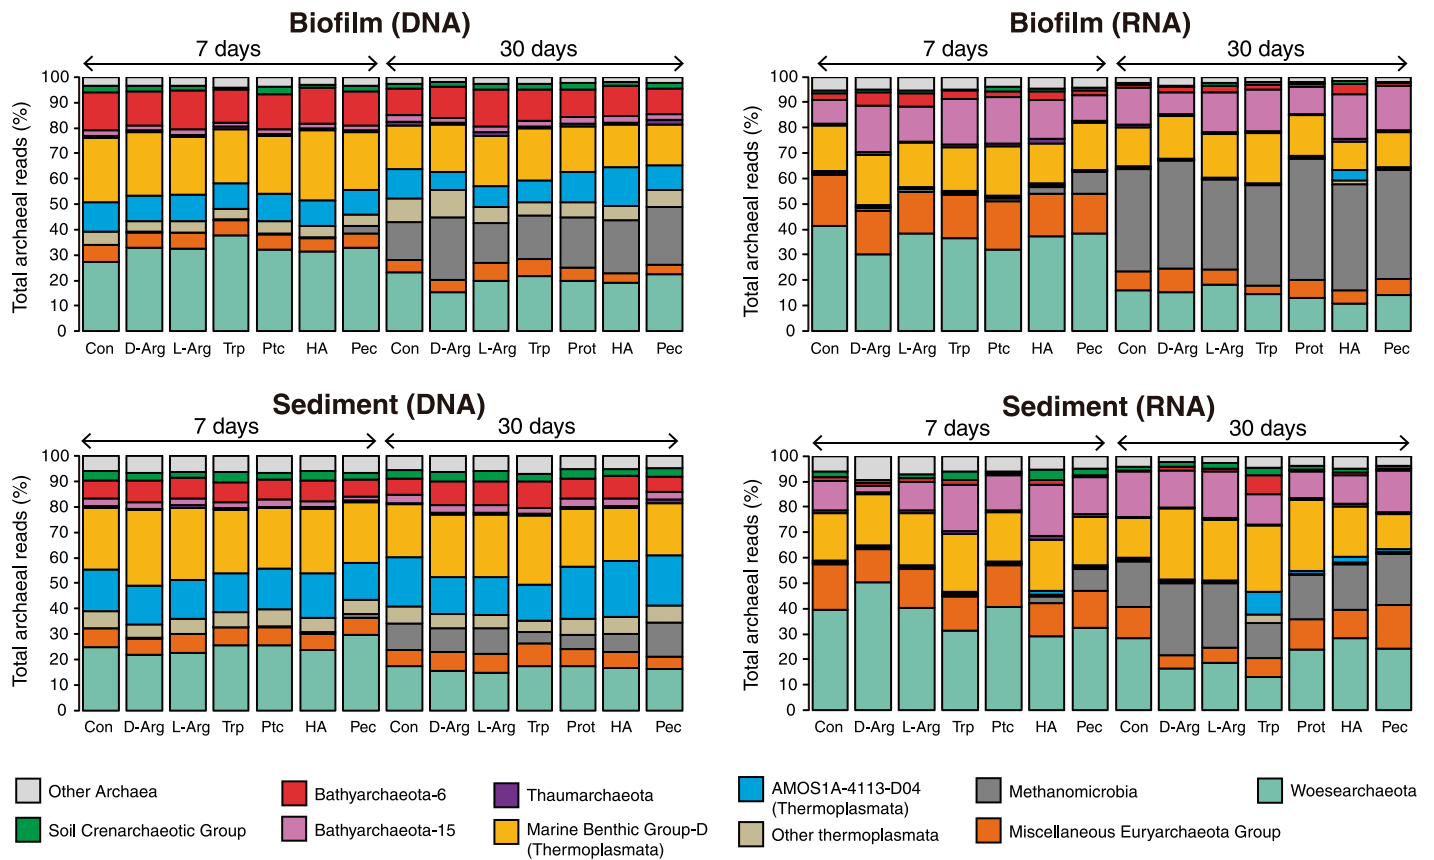 Biofilm (DNA)
7 days
30 days
Total archaeal reads (%)
100
90
80
70
60
50
40
30
20
10
0
Con D-Arg L-Arg Trp Ptc HA Pec Con D-Arg L-Arg Trp Prot HA Pec
Biofilm (RNA)
7 days
30 days
Total archaeal reads (%)
100
90
80
70
60
50
40
30
20
10
0
Con D-Arg L-Arg Trp Ptc HA Pec Con D-Arg L-Arg Trp Prot HA Pec
Sediment (DNA)
7 days
30 days
Total archaeal reads (%)
100
90
80
70
60
50
40
30
20
10
0
Con D-Arg L-Arg Trp Ptc HA Pec Con D-Arg L-Arg Trp Prot HA Pec
Sediment (RNA)
7 days
30 days
Total archaeal reads (%)
100
90
80
70
60
50
40
30
20
10
0
Con D-Arg L-Arg Trp Ptc HA Pec Con D-Arg L-Arg Trp Prot HA Pec
Other Archaea
Soil Crenarchaeotic Group
Bathyarchaeota-6
Bathyarchaeota-15
Thaumarchaeota
Marine Benthic Group-D
(Thermoplasmata)
AMOS1A-4113-D04
(Thermoplasmata)
Other thermoplasmata
Methanomicrobia
Miscellaneous Euryarchaeota Group
Woesearchaeota